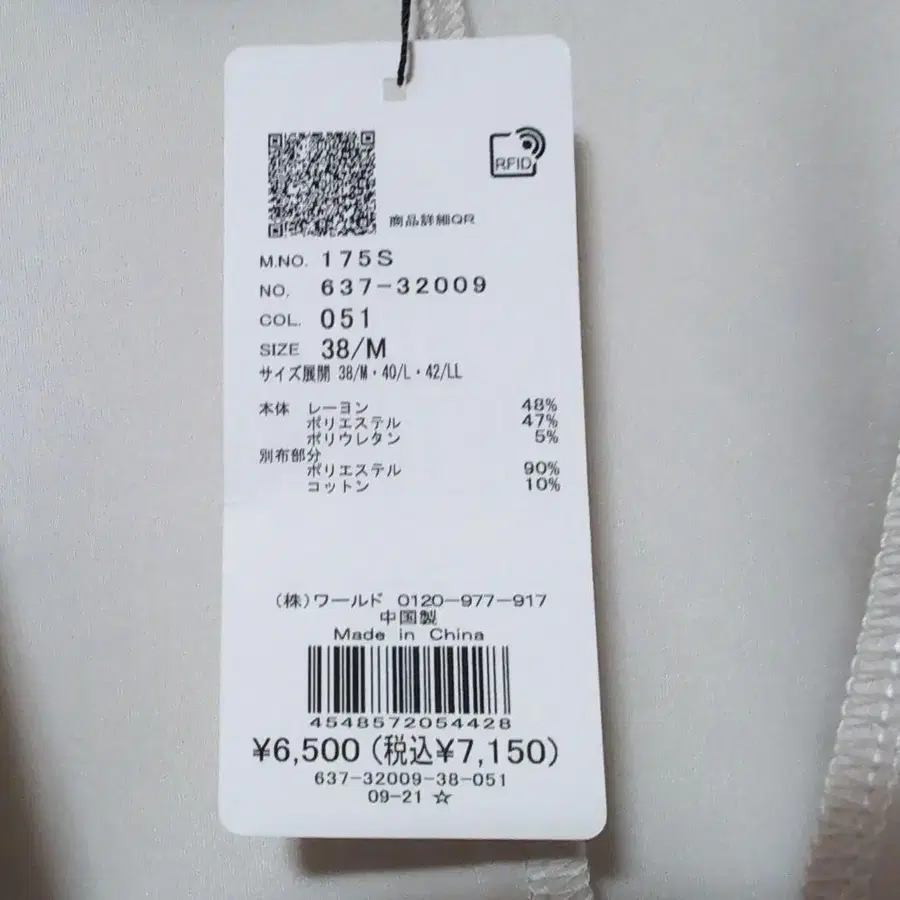 RFID
商品詳細QR
M.NO. 175S
NO. 637-32009
COL. 051
SIZE 38/M
サイズ展開 38/M・40/L・42/LL
本体 レーヨン 48%
ポリエステル 47%
ポリウレタン 5%
別布部分
ポリエステル 90%
コットン 10%
(株)ワールド 0120-977-917
中国製
Made in China
4548572054428
¥6,500(税込¥7,150)
637-32009-38-051
09-21 ☆